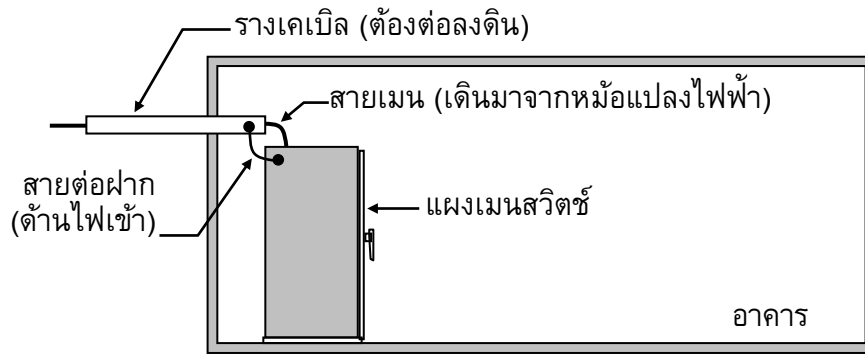 รางเคเบิล (ต้องต่อลงดิน)
สายเมน (เดินมาจากหม้อแปลงไฟฟ้า)
สายต่อฝาก
(ด้านไฟเข้า)
แผงเมนสวิตช์
อาคาร